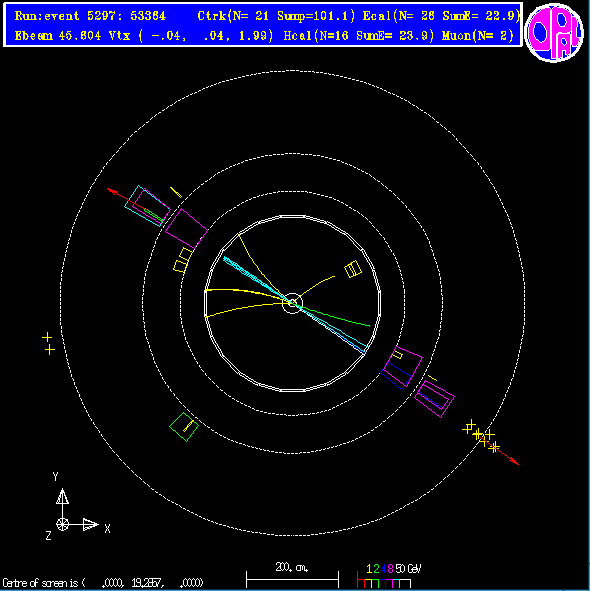 Run:event 5297: 53364 Ctrk(N= 21 Sump=101.1) Ecal(N= 26 SumE= 22.9)
Ebeam 45.604 Vtx ( -.04, .04, 1.99) Hcal(N=16 SumE= 23.9) Muon(N= 2)
OPAL
Y
X
Z
200. cm.
1 2 4 8 50 GeV
Centre of screen is ( .0000, 19.2857, .0000)